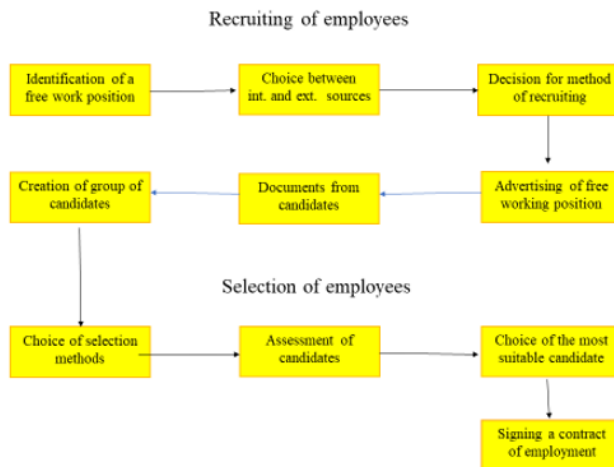 Recruiting of employees
Identification of a
free work position
Choice between
int. and ext. sources
Decision for method
of recruiting
Creation of group of
candidates
Documents from
candidates
Advertising of free
working position
Selection of employees
Choice of selection
methods
Assessment of
candidates
Choice of the most
suitable candidate
Signing a contract
of employment